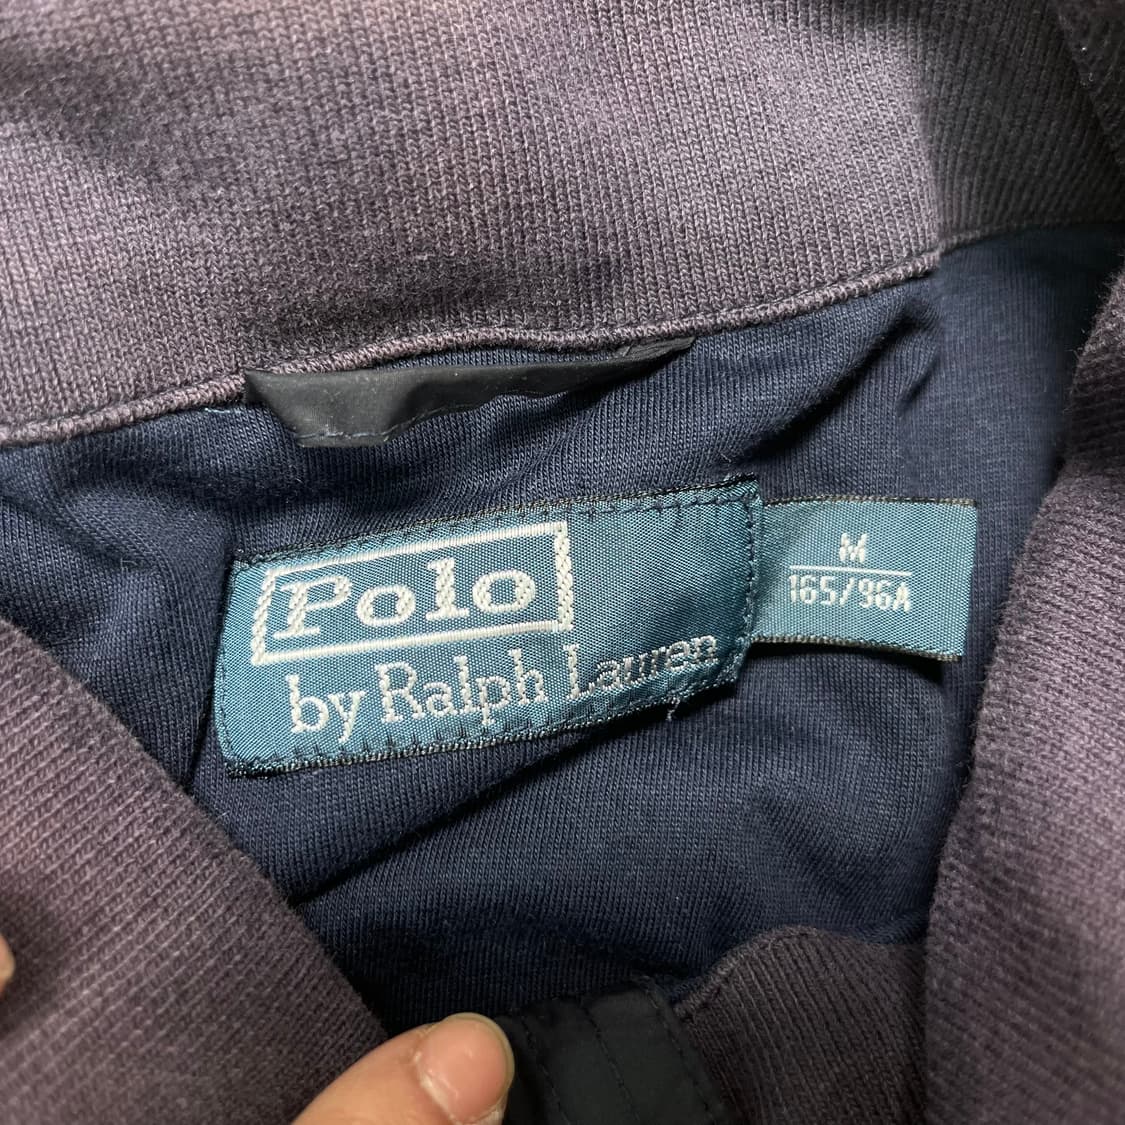 Polo
by Ralph Lauren
M
165/96A